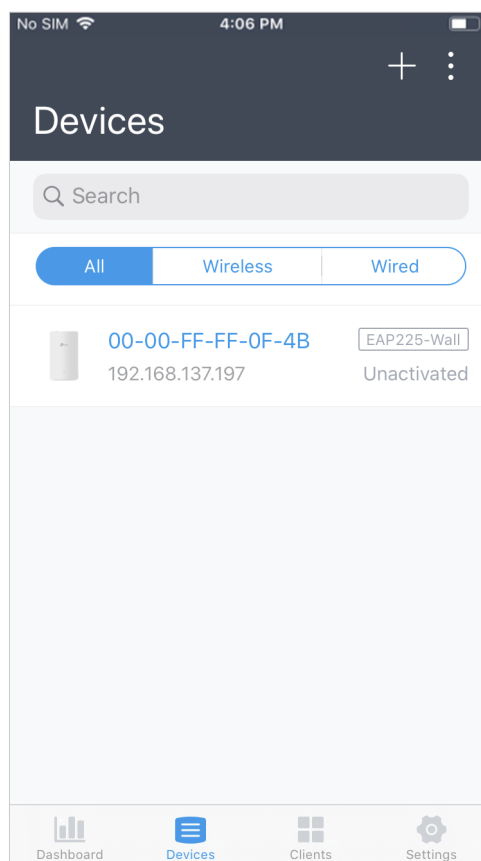 No SIM 4:06 PM
Devices
Search
All Wireless Wired
00-00-FF-FF-0F-4B EAP225-Wall
192.168.137.197 Unactivated
Dashboard Devices Clients Settings